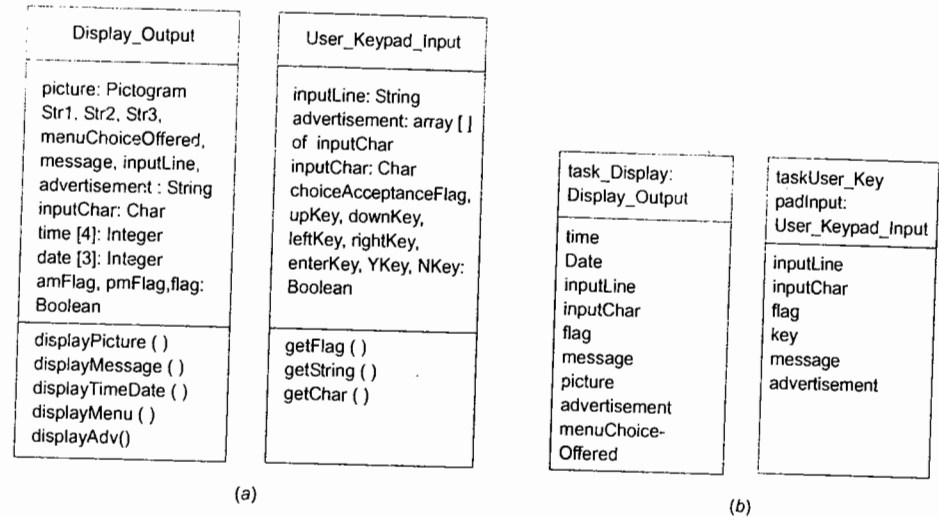 Display_Output
picture: Pictogram
Str1, Str2, Str3,
menuChoiceOffered,
message, inputLine,
advertisement : String
inputChar: Char
time [4]: Integer
date [3]: Integer
amFlag, pmFlag,flag:
Boolean
displayPicture ( )
displayMessage ( )
displayTimeDate ( )
displayMenu ( )
displayAdv()
User_Keypad_Input
inputLine: String
advertisement: array [ ]
of inputChar
inputChar: Char
choiceAcceptanceFlag,
upKey, downKey,
leftKey, rightKey,
enterKey, YKey, NKey:
Boolean
getFlag ( )
getString ( )
getChar ( )
(a)
task_Display:
Display_Output
time
Date
inputLine
inputChar
flag
message
picture
advertisement
menuChoice-
Offered
taskUser_Key
padInput:
User_Keypad_Input
inputLine
inputChar
flag
key
message
advertisement
(b)